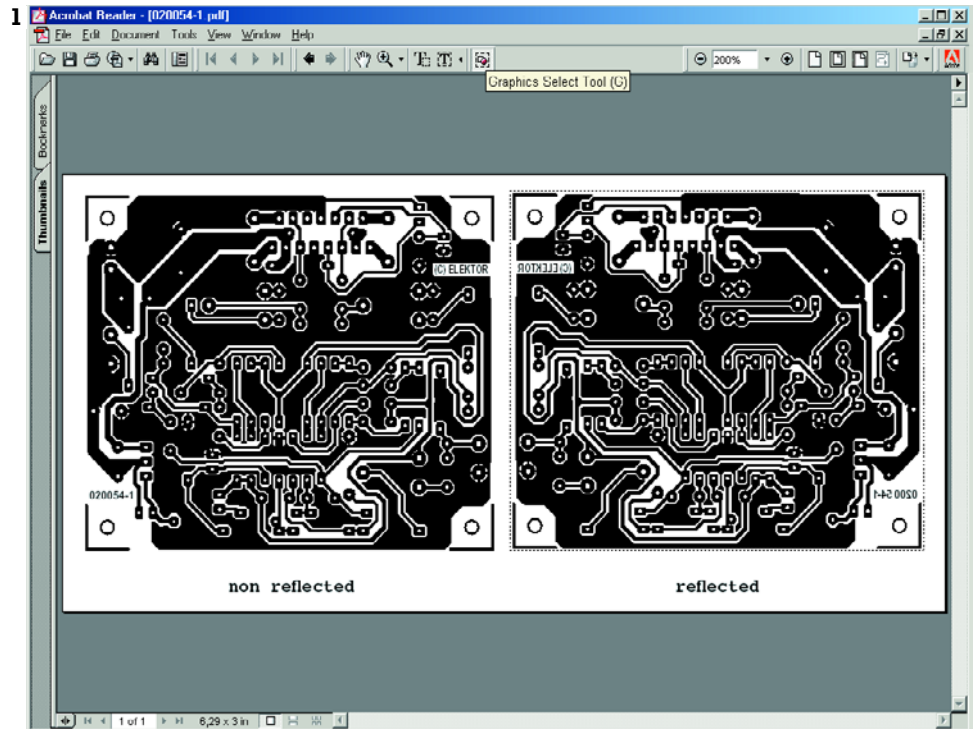 1
Acrobat Reader - [020054-1.pdf]
File Edit Document Tools View Window Help
200%
Graphics Select Tool (G)
Bookmarks
Thumbnails
(C) ELEKTOR
(C) ELEKTOR
020054-1
020054-1
non reflected
reflected
1 of 1
6,29 x 3 in